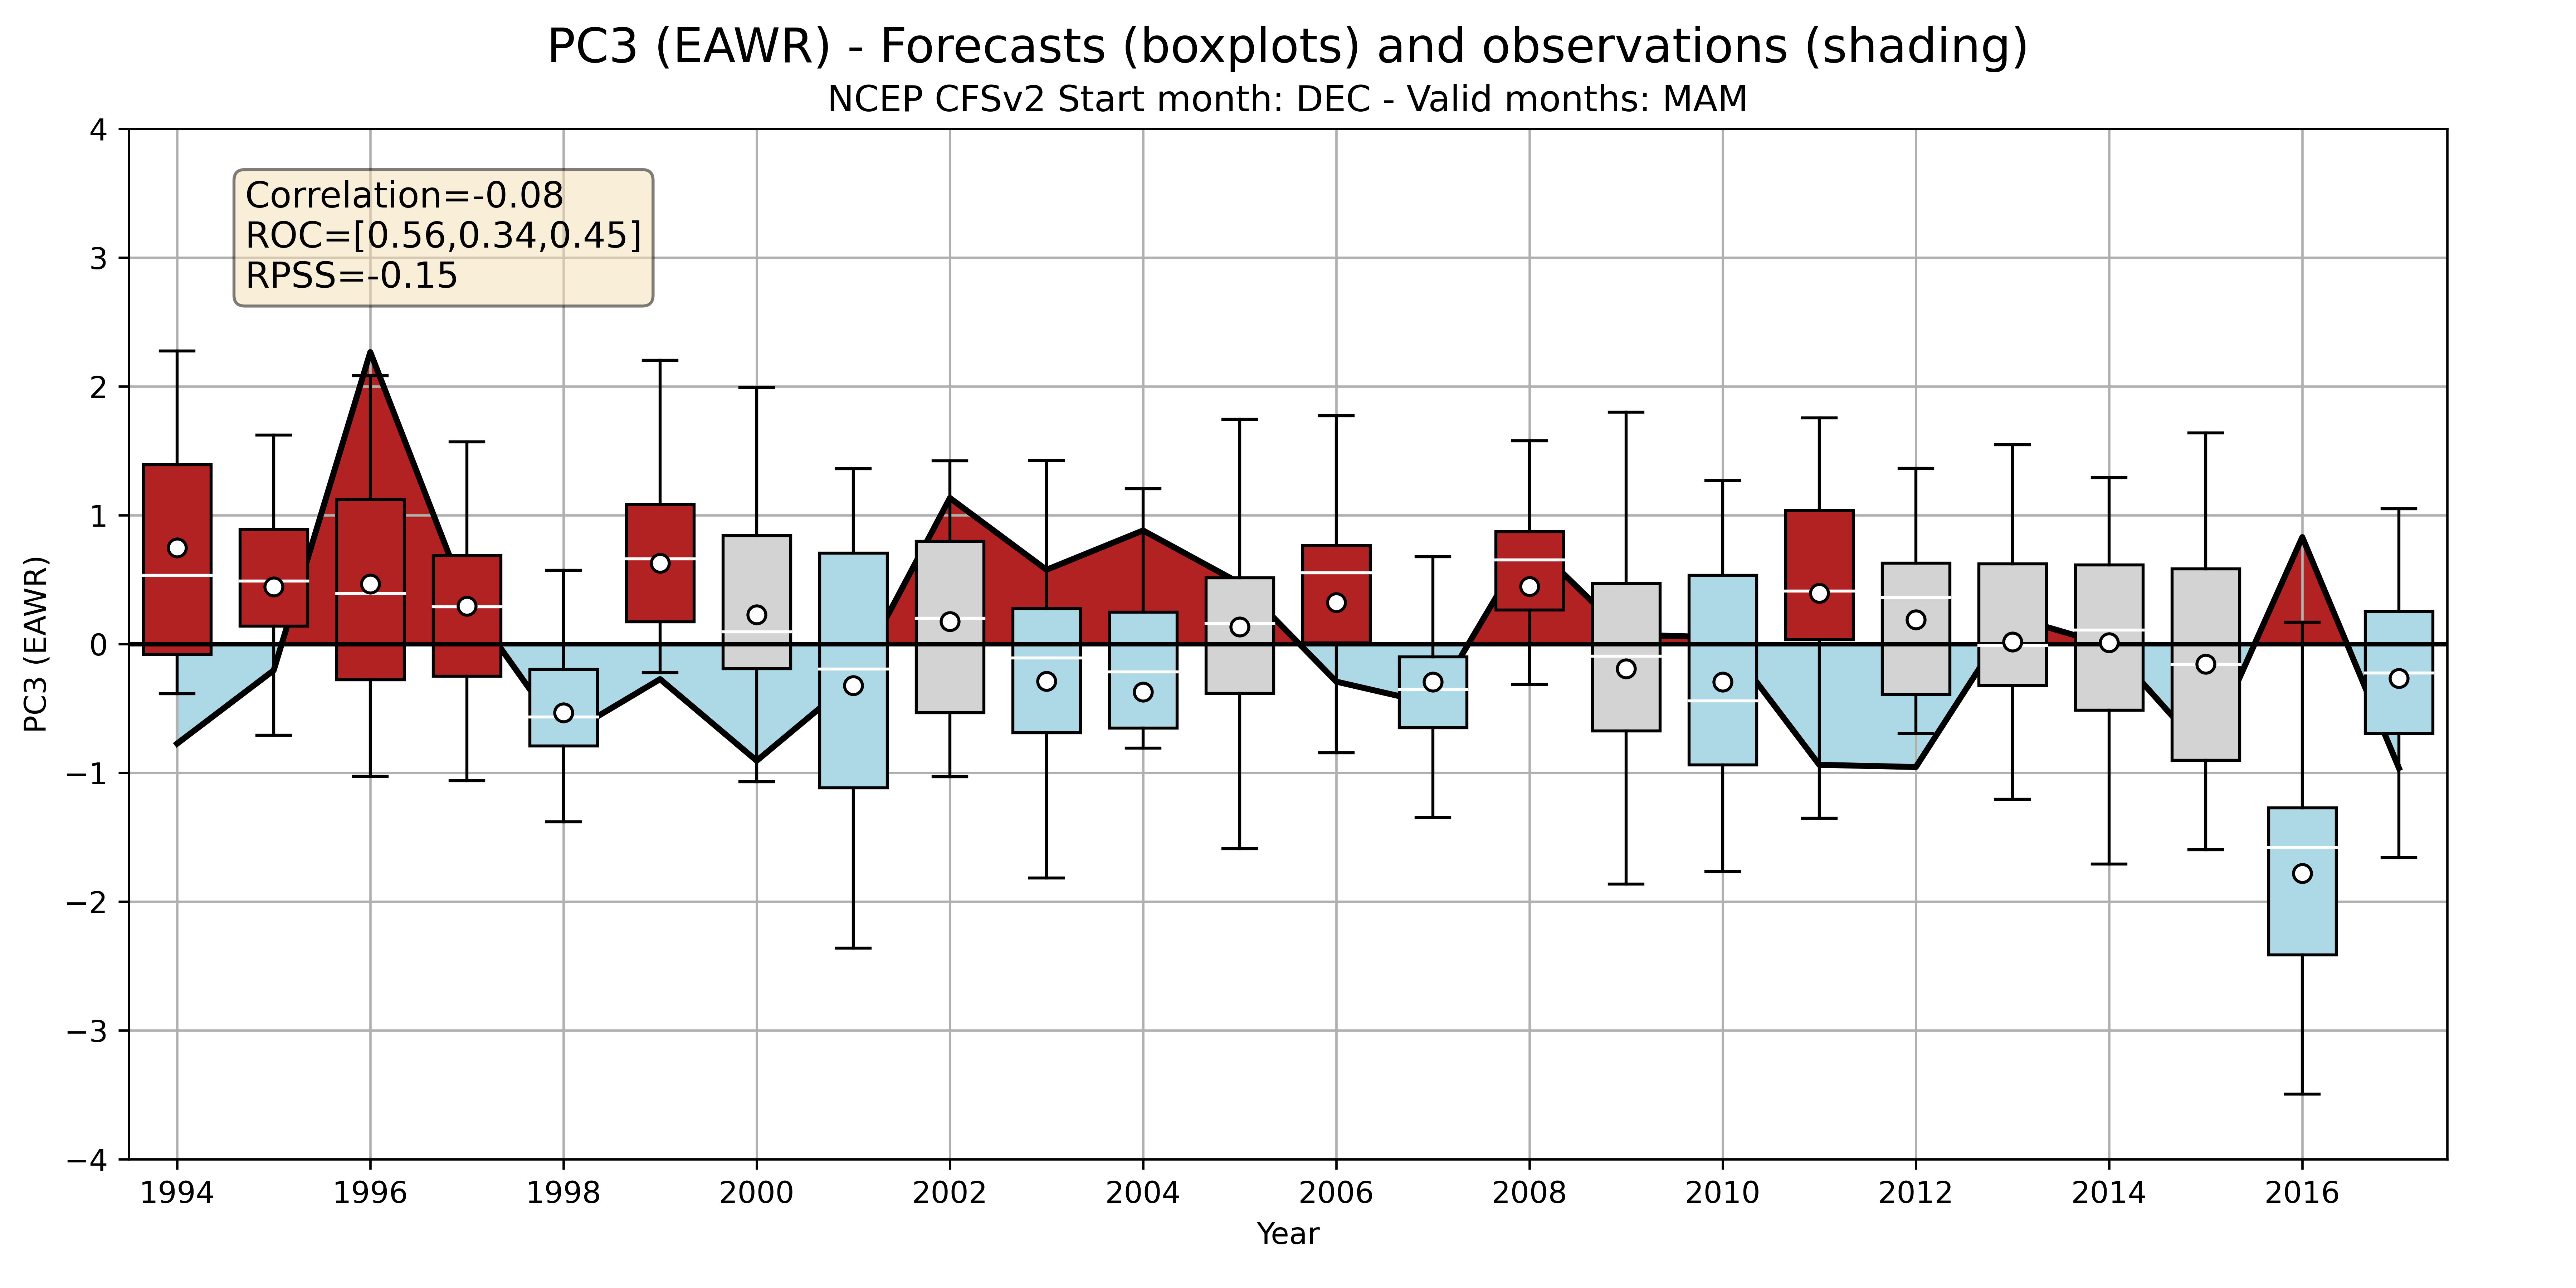 PC3 (EAWR) - Forecasts (boxplots) and observations (shading)
NCEP CFSv2 Start month: DEC - Valid months: MAM
Correlation=-0.08
ROC=[0.56,0.34,0.45]
RPSS=-0.15
PC3 (EAWR)
4
3
2
1
0
−1
−2
−3
−4
1994 1996 1998 2000 2002 2004 2006 2008 2010 2012 2014 2016
Year